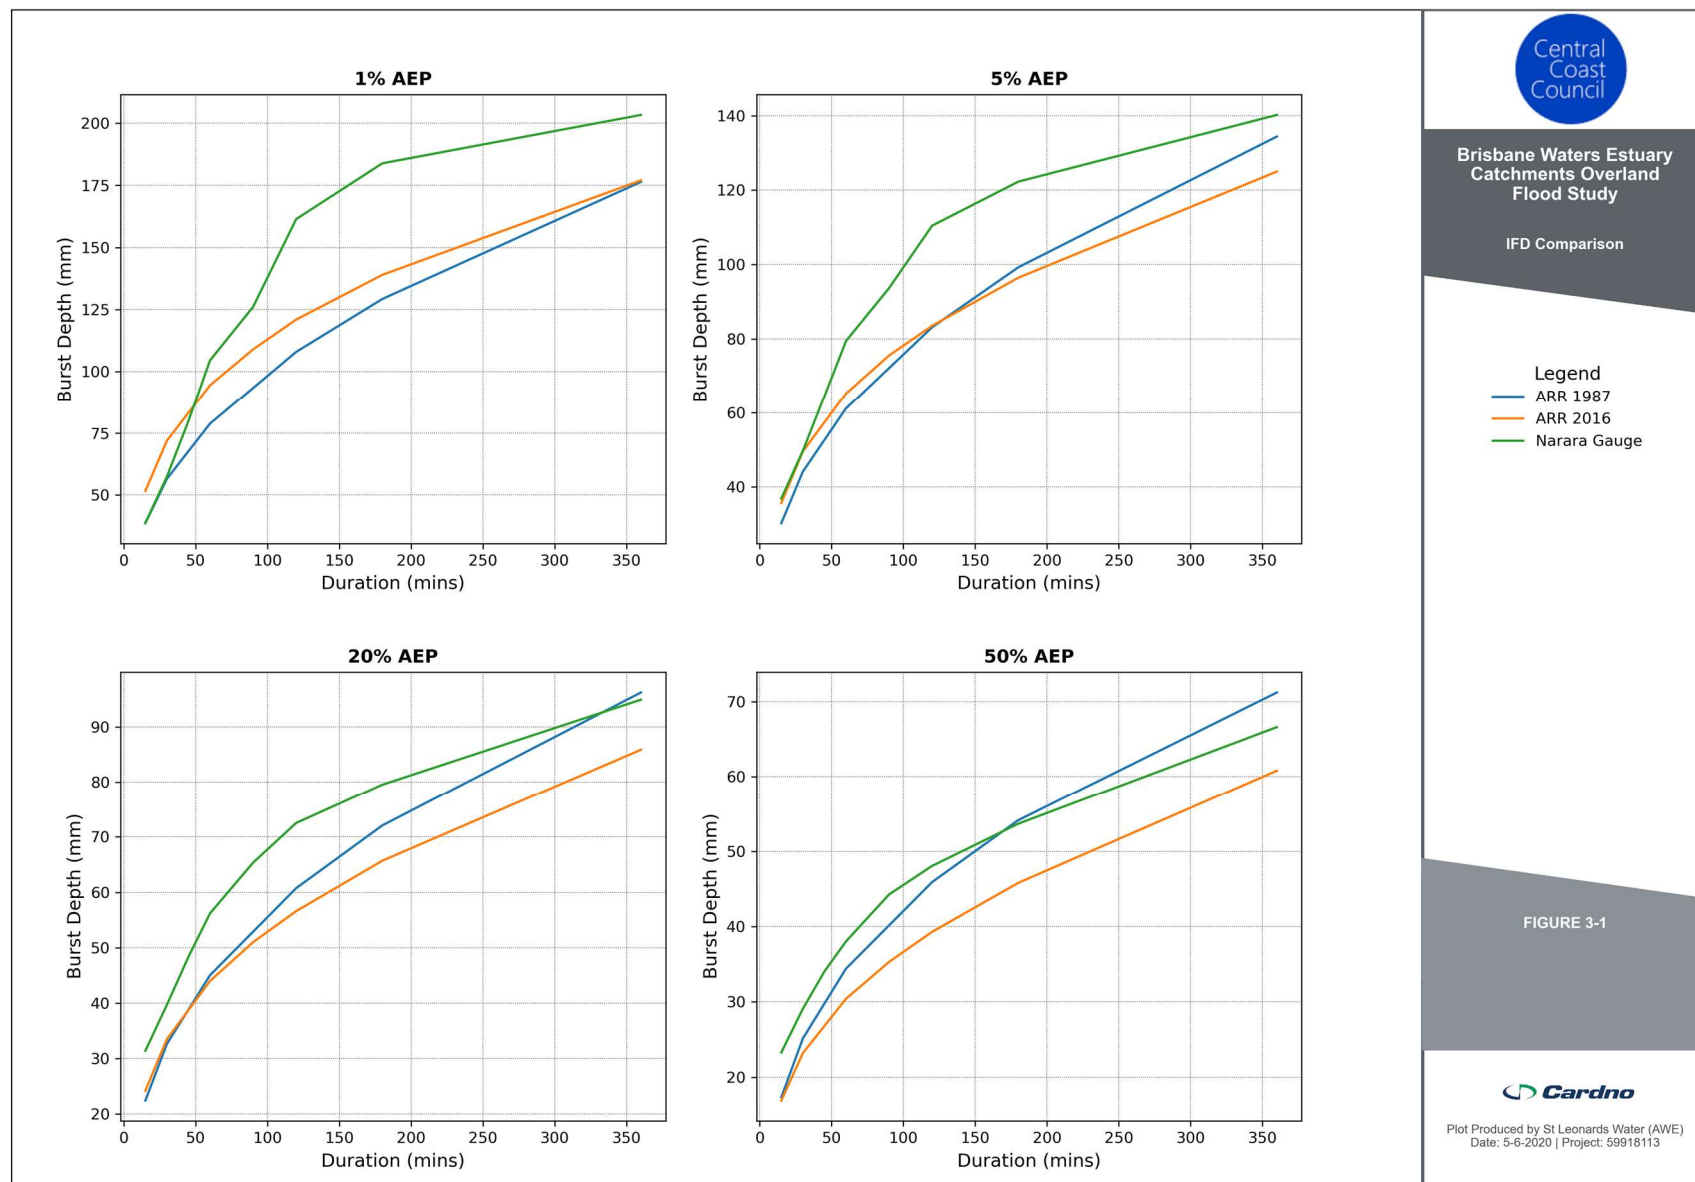 1% AEP
Burst Depth (mm)
200
175
150
125
100
75
50
0 50 100 150 200 250 300 350
Duration (mins)
5% AEP
Burst Depth (mm)
140
120
100
80
60
40
0 50 100 150 200 250 300 350
Duration (mins)
20% AEP
Burst Depth (mm)
90
80
70
60
50
40
30
20
0 50 100 150 200 250 300 350
Duration (mins)
50% AEP
Burst Depth (mm)
70
60
50
40
30
20
0 50 100 150 200 250 300 350
Duration (mins)
Central
Coast
Council
Brisbane Waters Estuary
Catchments Overland
Flood Study
IFD Comparison
Legend
ARR 1987
ARR 2016
Narara Gauge
FIGURE 3-1
Cardno
Plot Produced by St Leonards Water (AWE)
Date: 5-6-2020 | Project: 59918113